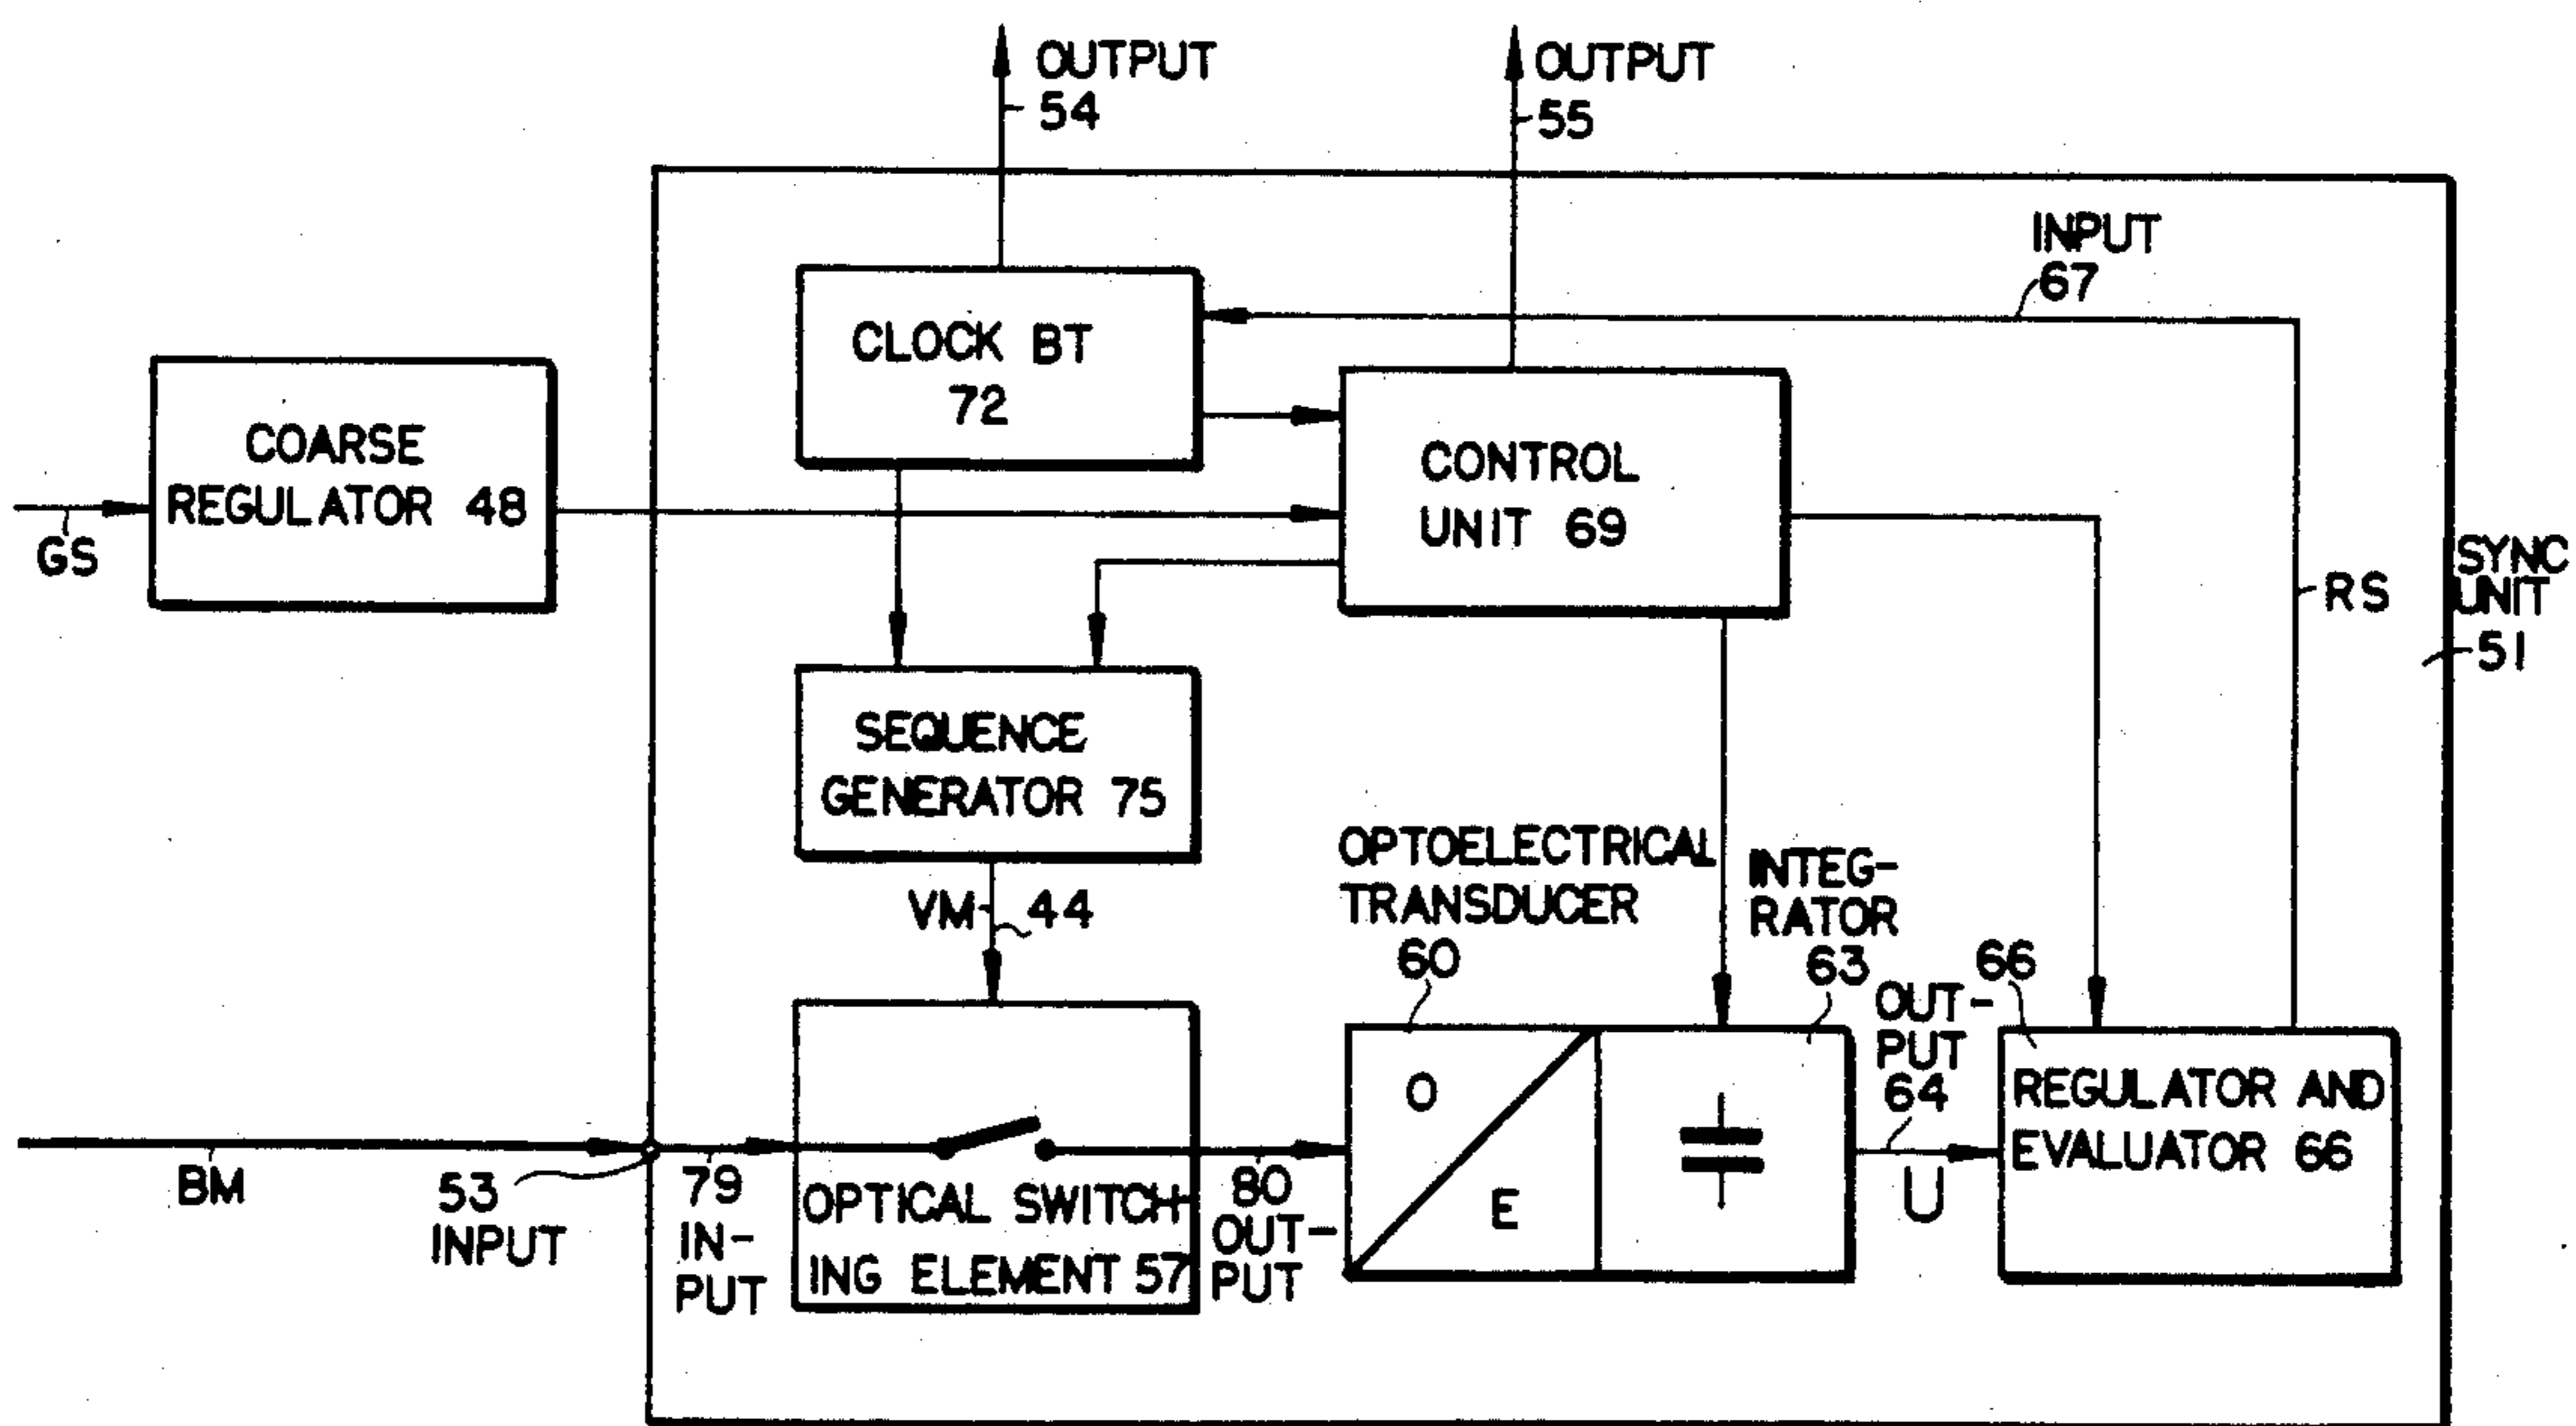 OUTPUT
54
OUTPUT
55
INPUT
67
CLOCK BT
72
COARSE
REGULATOR 48
GS
CONTROL
UNIT 69
SYNC
UNIT
51
RS
SEQUENCE
GENERATOR 75
VM
44
OPTOELECTRICAL
TRANSDUCER
60
INTEG-
RATOR
63
66
OUT-
PUT
64
U
O
E
REGULATOR AND
EVALUATOR 66
BM
53
INPUT
79
IN-
PUT
OPTICAL SWITCH-
ING ELEMENT 57
80
OUT-
PUT